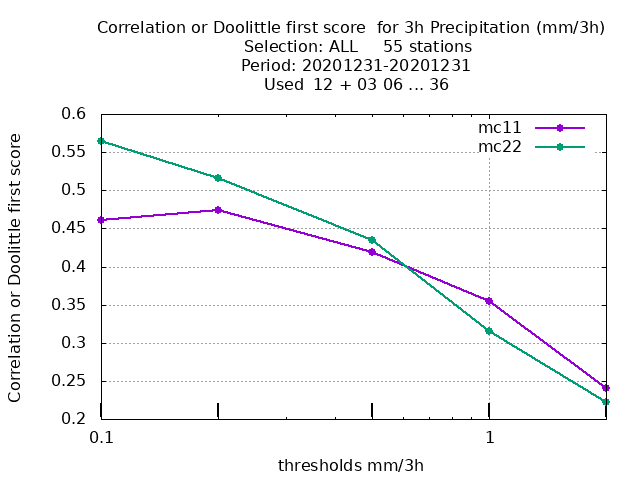 Correlation or Doolittle first score  for 3h Precipitation (mm/3h)
Selection: ALL     55 stations
Period: 20201231-20201231
Used  12 + 03 06 ... 36
mc11
mc22
Correlation or Doolittle first score
0.6
0.55
0.5
0.45
0.4
0.35
0.3
0.25
0.2
0.1
1
thresholds mm/3h